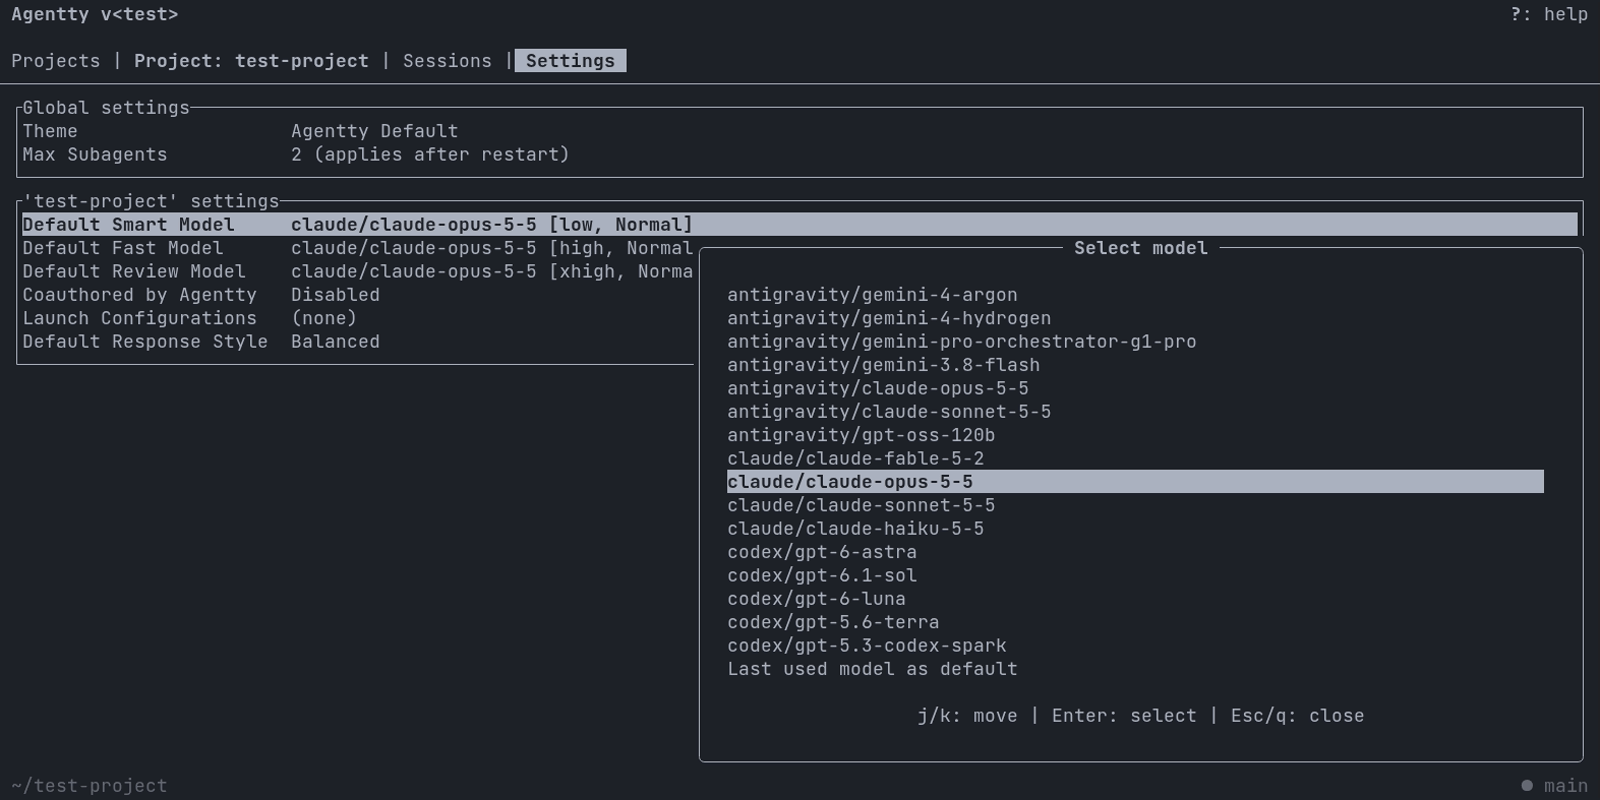 Agentty v<test> ?: help
Projects | Project: test-project | Sessions | Settings
Global settings
Theme Agentty Default
Max Subagents 2 (applies after restart)
'test-project' settings
Default Smart Model claude/claude-opus-5-5 [low, Normal]
Default Fast Model claude/claude-opus-5-5 [high, Normal
Default Review Model claude/claude-opus-5-5 [xhigh, Norma
Coauthored by Agentty Disabled
Launch Configurations (none)
Default Response Style Balanced
Select model
antigravity/gemini-4-argon
antigravity/gemini-4-hydrogen
antigravity/gemini-pro-orchestrator-g1-pro
antigravity/gemini-3.8-flash
antigravity/claude-opus-5-5
antigravity/claude-sonnet-5-5
antigravity/gpt-oss-120b
claude/claude-fable-5-2
claude/claude-opus-5-5
claude/claude-sonnet-5-5
claude/claude-haiku-5-5
codex/gpt-6-astra
codex/gpt-6.1-sol
codex/gpt-6-luna
codex/gpt-5.6-terra
codex/gpt-5.3-codex-spark
Last used model as default
j/k: move | Enter: select | Esc/q: close
~/test-project ● main